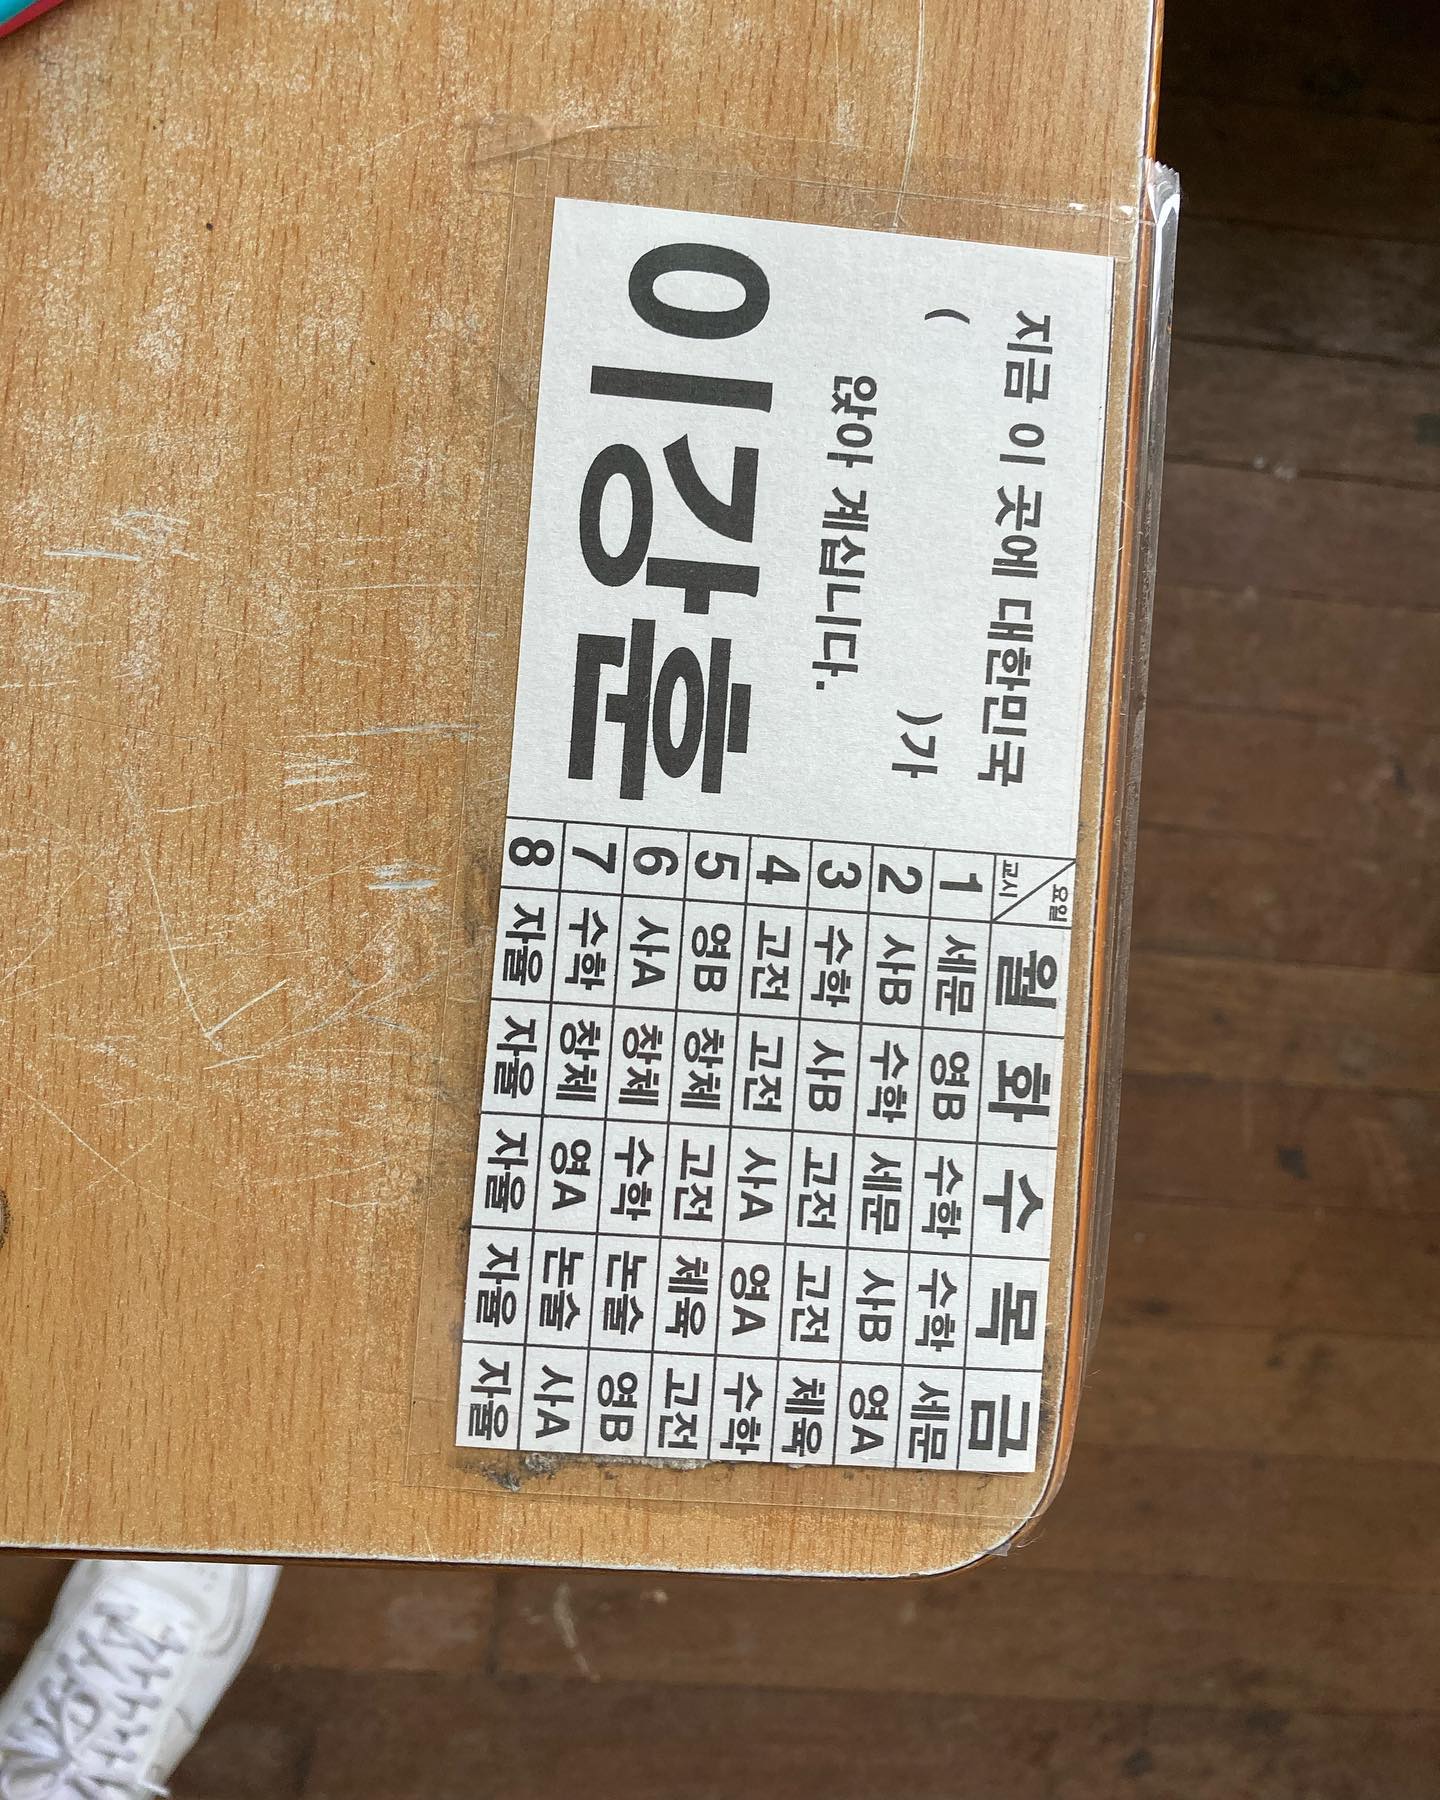 지금 이 곳에 대한민국
( )가
앉아 계십니다.
이강훈
요일 교시 월 화 수 목 금
1 세문 영B 수학 수학 세문
2 사B 수학 세문 사B 영A
3 수학 사B 고전 고전 체육
4 고전 고전 사A 영A 수학
5 영B 창체 고전 체육 고전
6 사A 창체 수학 논술 영B
7 수학 창체 영A 논술 사A
8 자율 자율 자율 자율 자율